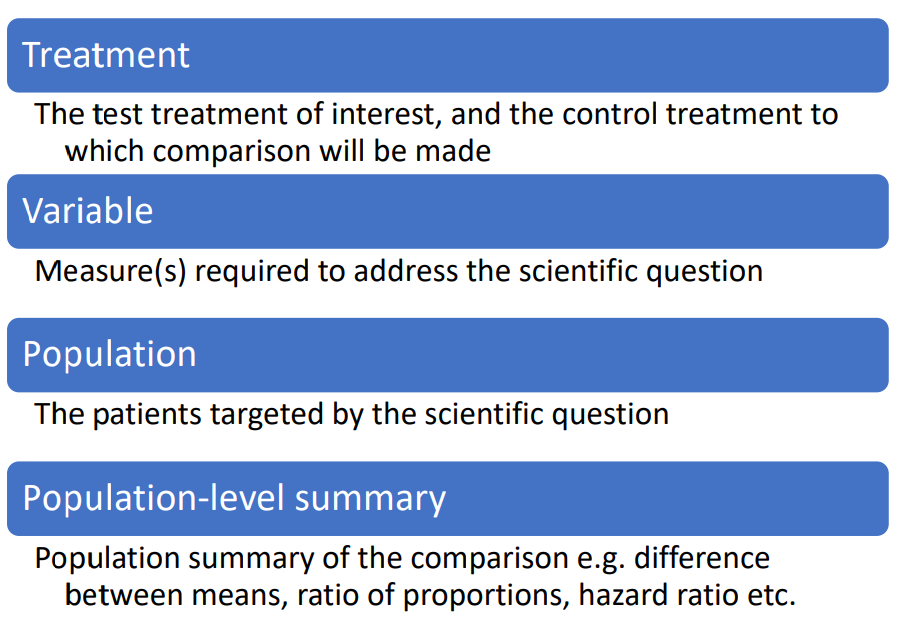 Treatment
The test treatment of interest, and the control treatment to
which comparison will be made
Variable
Measure(s) required to address the scientific question
Population
The patients targeted by the scientific question
Population-level summary
Population summary of the comparison e.g. difference
between means, ratio of proportions, hazard ratio etc.